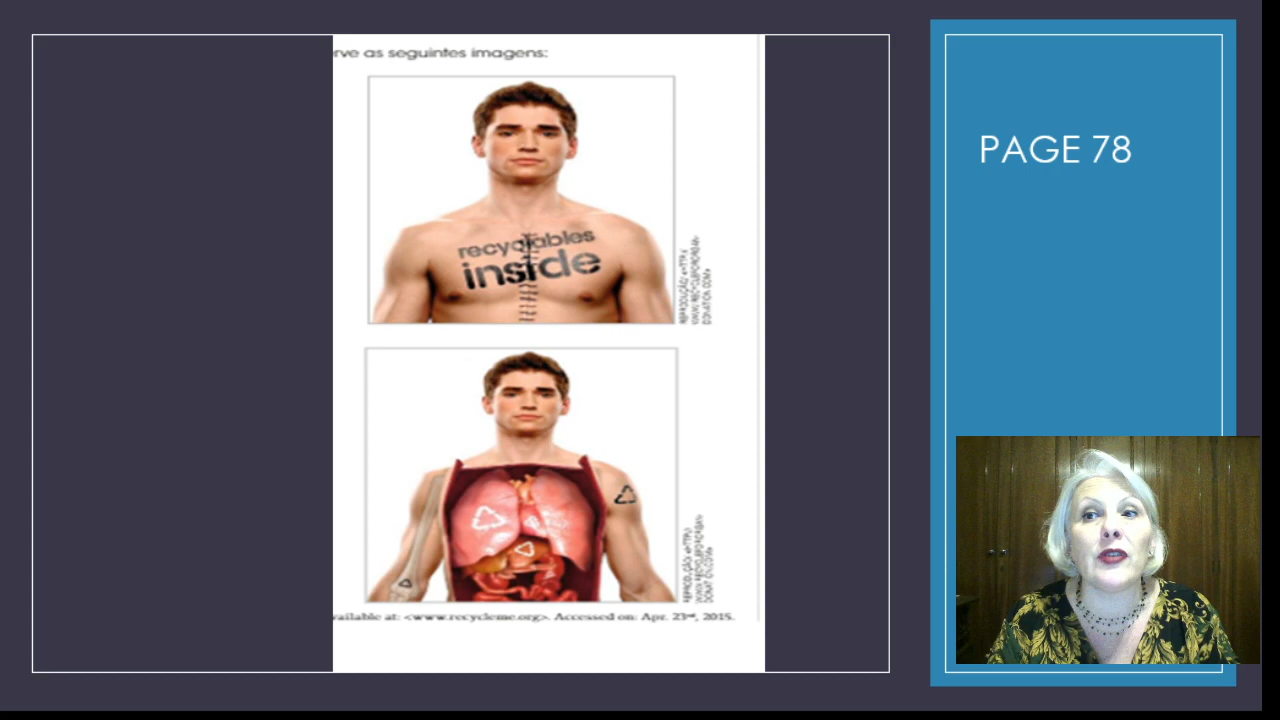 rve as seguintes imagens:
recyclables
inside
vailable at: <www.recycleme.org>. Accessed on: Apr. 23rd, 2015.
PAGE 78